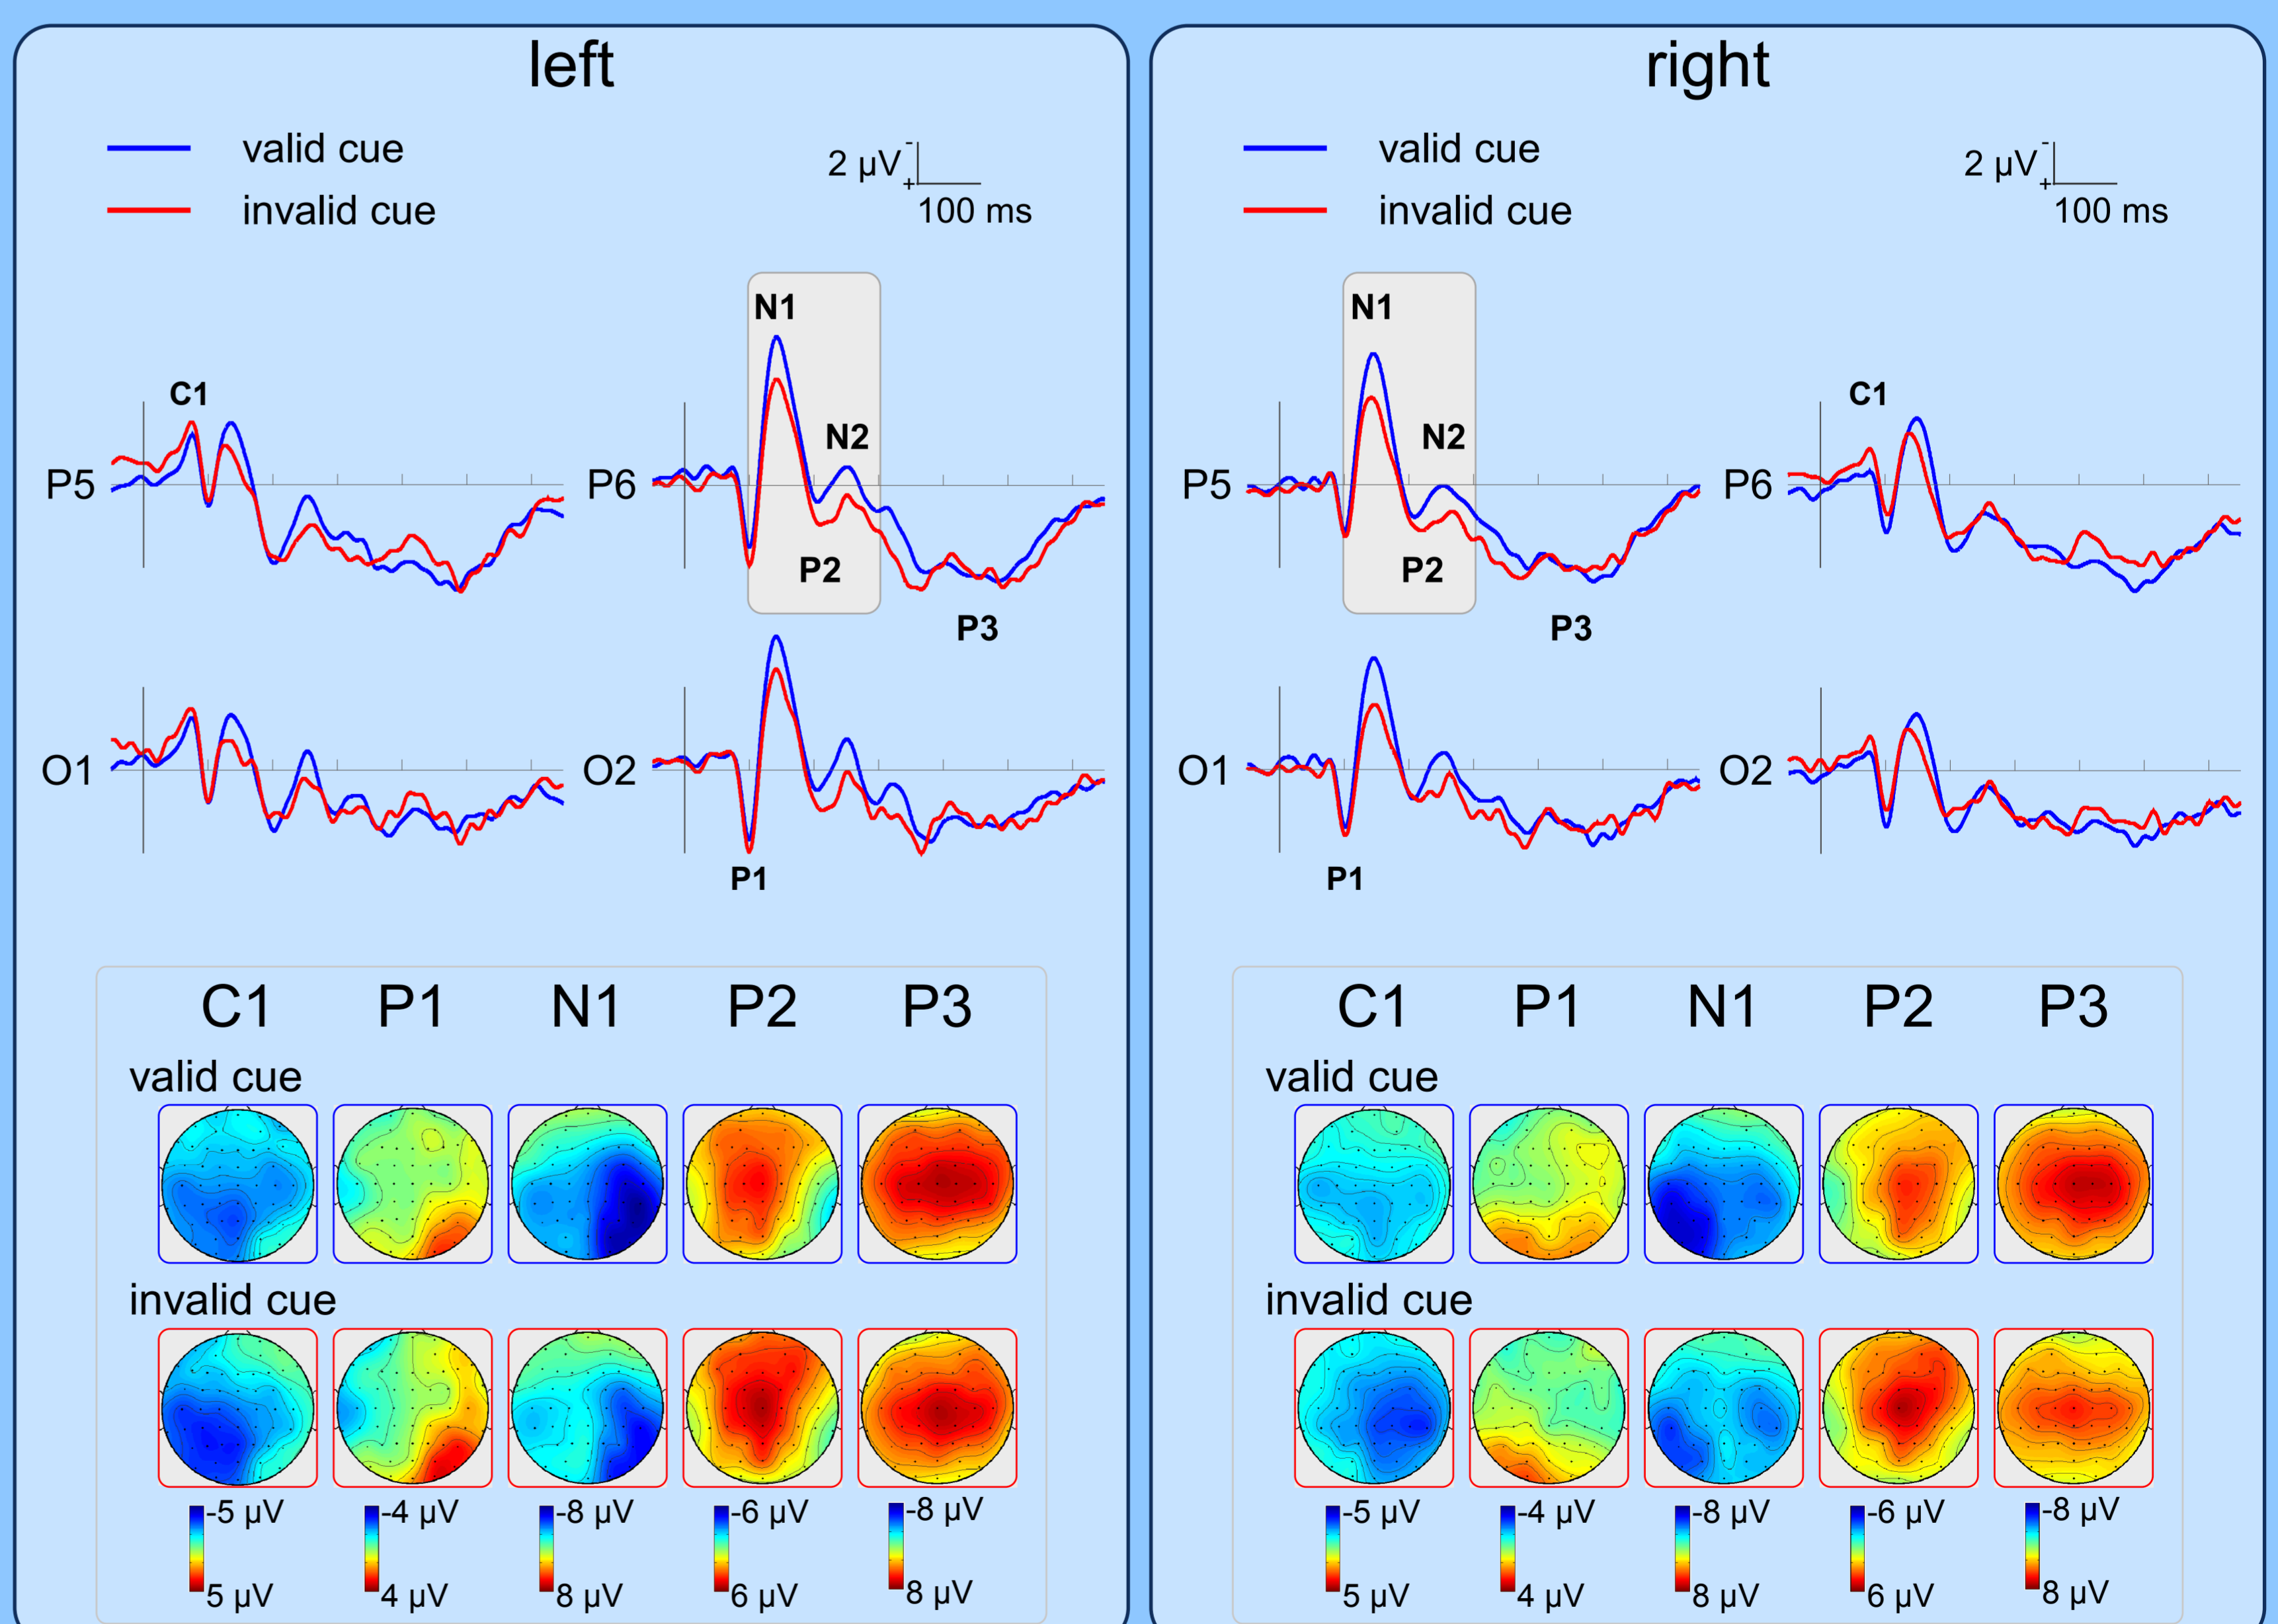 left
valid cue
invalid cue
2 µV
-
+
100 ms
N1
C1
N2
P5
P6
P2
P3
O1
O2
P1
C1 P1 N1 P2 P3
valid cue
invalid cue
-5 µV -4 µV -8 µV -6 µV -8 µV
5 µV 4 µV 8 µV 6 µV 8 µV
right
valid cue
invalid cue
2 µV
-
+
100 ms
N1
C1
N2
P5
P6
P2
P3
O1
O2
P1
C1 P1 N1 P2 P3
valid cue
invalid cue
-5 µV -4 µV -8 µV -6 µV -8 µV
5 µV 4 µV 8 µV 6 µV 8 µV